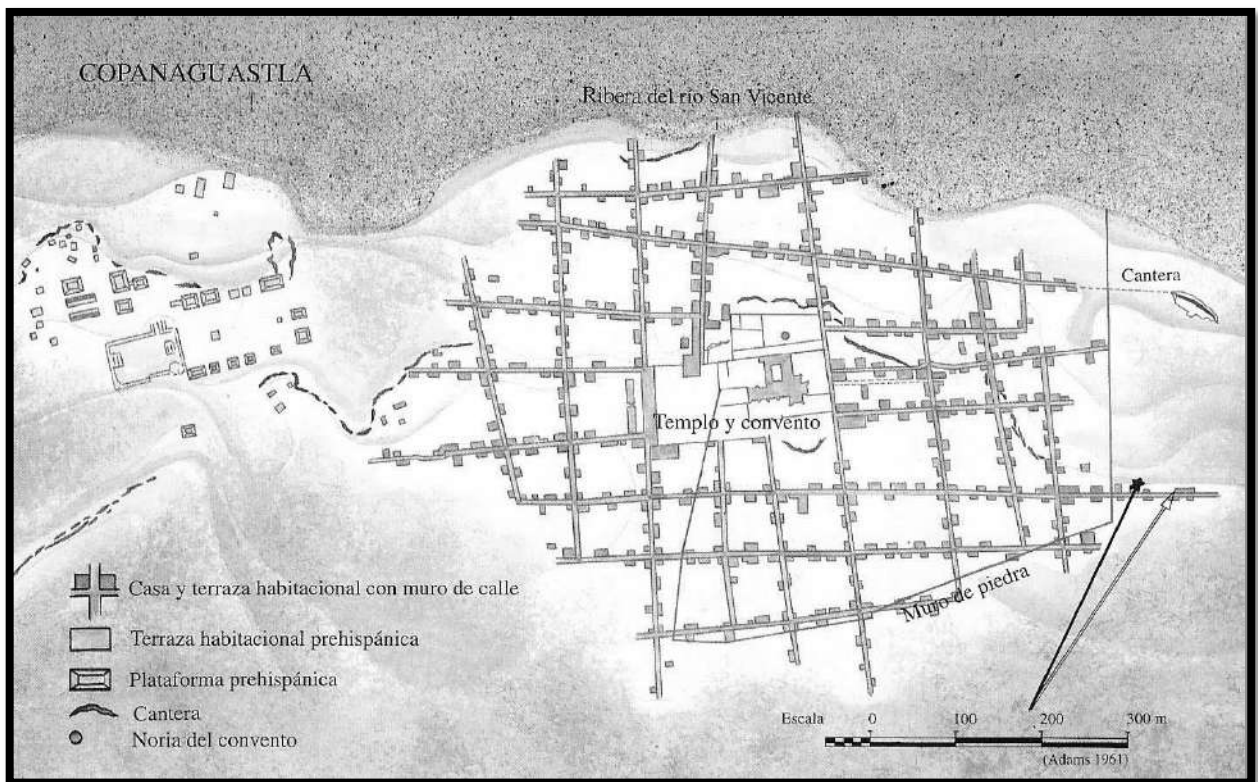 COPANAGUASTLA
Ribera del río San Vicente
Cantera
Templo y convento
Muro de piedra
Casa y terraza habitacional con muro de calle
Terraza habitacional prehispánica
Plataforma prehispánica
Cantera
Noria del convento
Escala 0 100 200 300 m
(Adams 1961)